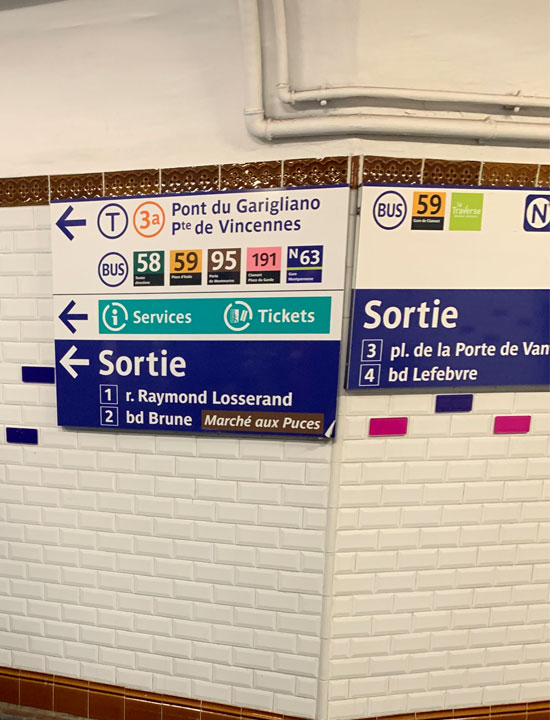 T 3a Pont du Garigliano
Pte de Vincennes
BUS 58 59 95 191 N63
Services Tickets
Sortie
1 r. Raymond Losserand
2 bd Brune Marché aux Puces
BUS 59 Traverse N
Sortie
3 pl. de la Porte de Van
4 bd Lefebvre